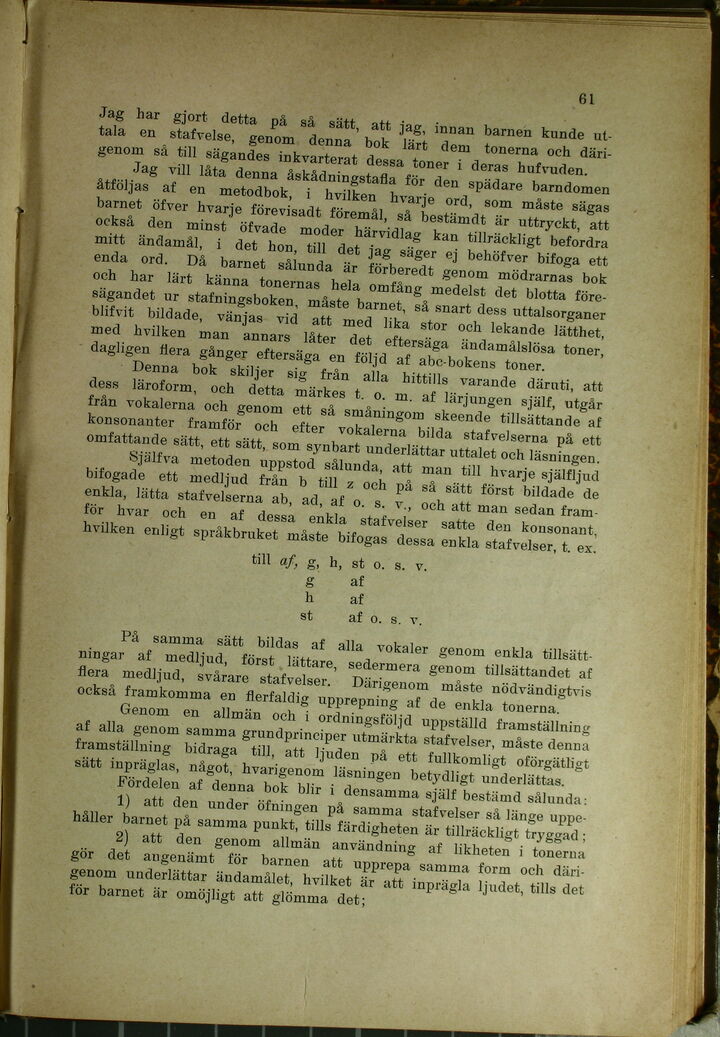 61
Jag har gjort detta på så sätt, att jag, innan barnen kunde ut-
tala en stafvelse, genom denna bok lärt dem tonerna och däri-
genom så till sägandes inkvarterat dessa toner i deras hufvuden.
Jag vill låta denna åskådningstafla för den spädare barndomen
åtföljas af en metodbok, i hvilken hvarje ord, som måste sägas
barnet öfver hvarje förevisadt föremål, så bestämdt är uttryckt, att
också den minst öfvade moder härvidlag kan tillräckligt befordra
mitt ändamål, i det hon, till det jag säger ej behöfver bifoga ett
enda ord. Då barnet sålunda är förberedt genom mödrarnas bok
och har lärt känna tonernas hela omfång medelst det blotta före-
sägandet ur stafningsboken, måste barnet, så snart dess uttalsorganer
blifvit bildade, vänjas vid att med lika stor och lekande lätthet,
med hvilken man annars låter det eftersäga ändamålslösa toner,
dagligen flera gånger eftersäga en följd af abc-bokens toner.
Denna bok skiljer sig från alla hittills varande däruti, att
dess läroform, och detta märkes t. o. m. af lärjungen själf, utgår
från vokalerna och genom ett så småningom skeende tillsättande af
konsonanter framför och efter vokalerna bilda stafvelserna på ett
omfattande sätt, ett sätt, som synbart underlättar uttalet och läsningen.
Själfva metoden uppstod sålunda, att man till hvarje själfljud
bifogade ett medljud från b till z och på så sätt först bildade de
enkla, lätta stafvelserna ab, ad, af o. s. v., och att man sedan fram-
för hvar och en af dessa enkla stafvelser satte den konsonant,
hvilken enligt språkbruket måste bifogas dessa enkla stafvelser, t. ex.
till af, g, h, st o. s. v.
g af
h af
st af o. s. v.
På samma sätt bildas af alla vokaler genom enkla tillsätt-
ningar af medljud, först lättare, sedermera genom tillsättandet af
flera medljud, svårare stafvelser. Därigenom måste nödvändigtvis
också framkomma en flerfaldig upprepning af de enkla tonerna.
Genom en allmän och i ordningsföljd uppställd framställning
af alla genom samma grundprinciper utmärkta stafvelser, måste denna
framställning bidraga till, att ljuden på ett fullkomligt oförgätligt
sätt inpräglas, något, hvarigenom läsningen betydligt underlättas.
Fördelen af denna bok blir i densamma själf bestämd sålunda:
1) att den under öfningen på samma stafvelser så länge uppe-
håller barnet på samma punkt, tills färdigheten är tillräckligt tryggad;
2) att den genom allmän användning af likheten i tonerna
gör det angenämt för barnen att upprepa samma form och däri-
genom underlättar ändamålet, hvilket är att inprägla ljudet, tills det
för barnet är omöjligt att glömma det;